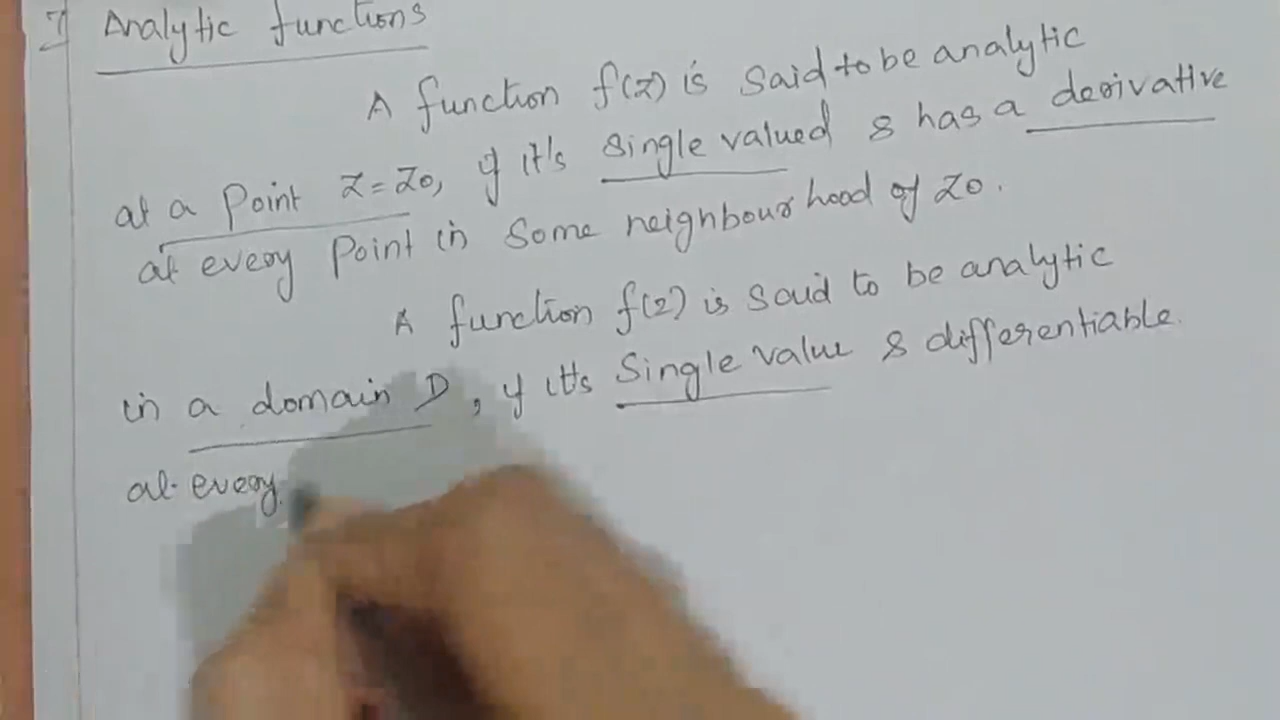 7] Analytic functions
A function f(z) is said to be analytic
at a point z=z0, if it's single valued & has a derivative
at every point in some neighbourhood of z0.
A function f(z) is said to be analytic
in a domain D, if it's single value & differentiable.
at every